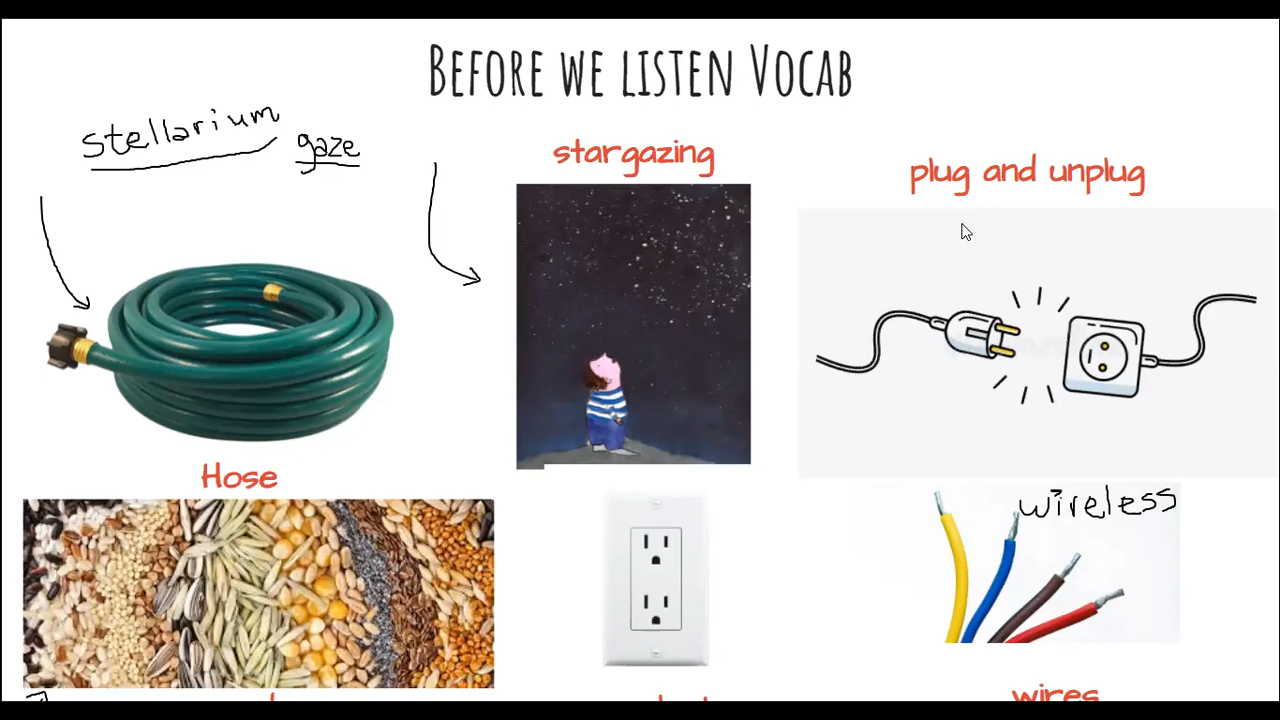 BEFORE WE LISTEN VOCAB
stellarium
gaze
stargazing
plug and unplug
Hose
wireless
wires